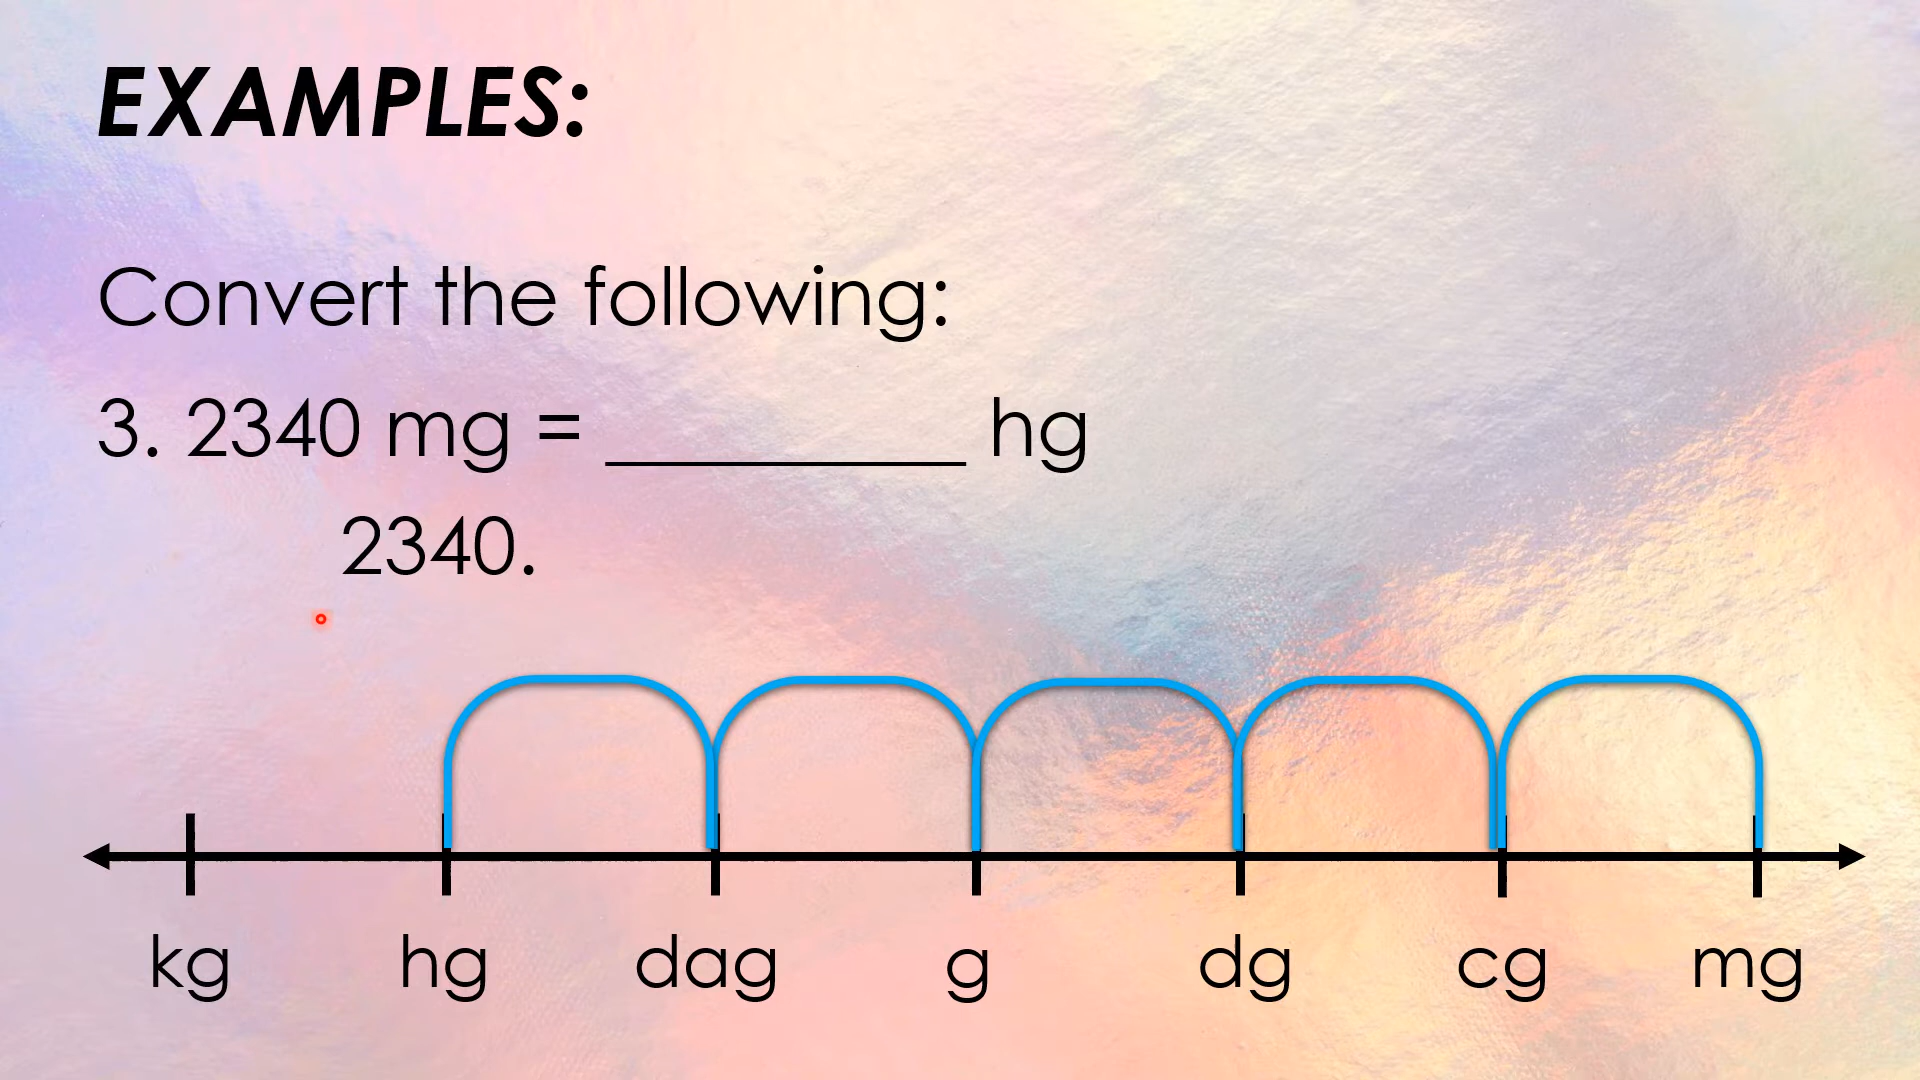 EXAMPLES:
Convert the following:
3. 2340 mg = _________ hg
2340.
kg hg dag g dg cg mg